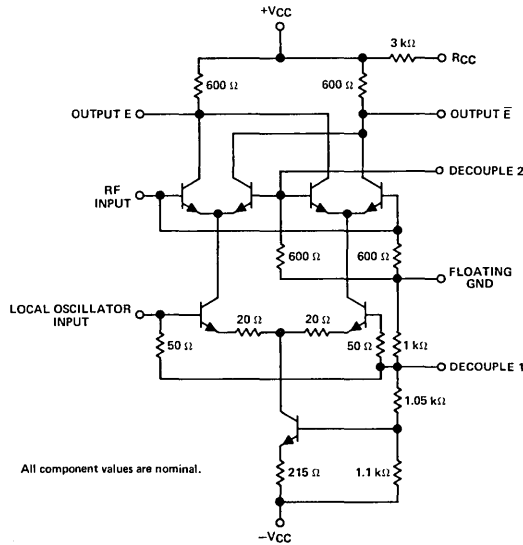 +VCC
3 kΩ
RCC
600 Ω
600 Ω
OUTPUT E
OUTPUT E̅
DECOUPLE 2
RF
INPUT
600 Ω
600 Ω
FLOATING
GND
LOCAL OSCILLATOR
INPUT
20 Ω
20 Ω
50 Ω
50 Ω
1 kΩ
DECOUPLE 1
1.05 kΩ
All component values are nominal.
215 Ω
1.1 kΩ
−VCC